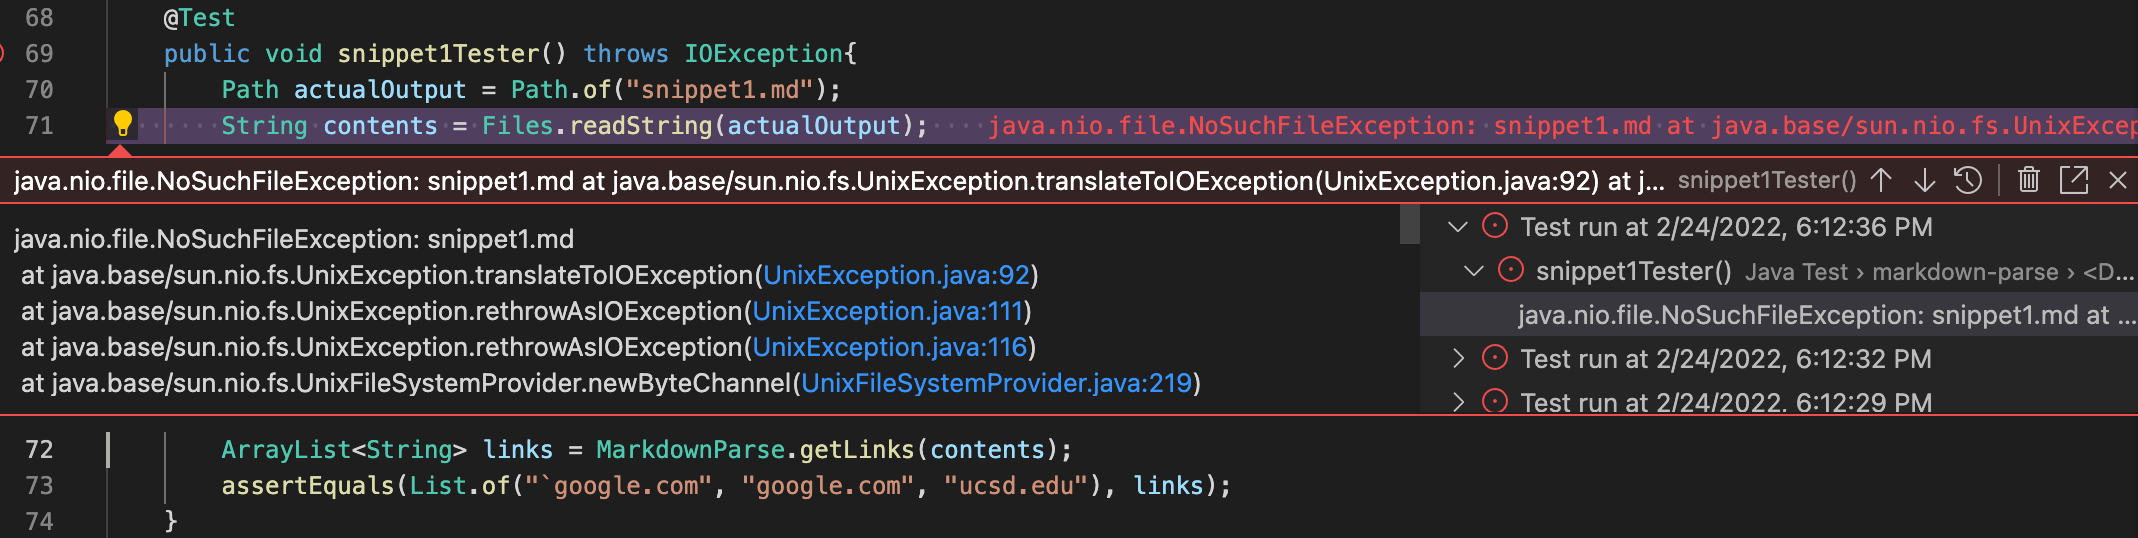 68 @Test
69 public void snippet1Tester() throws IOException{
70 Path actualOutput = Path.of("snippet1.md");
71 String contents = Files.readString(actualOutput); java.nio.file.NoSuchFileException: snippet1.md at java.base/sun.nio.fs.UnixExcep
java.nio.file.NoSuchFileException: snippet1.md at java.base/sun.nio.fs.UnixException.translateToIOException(UnixException.java:92) at j... snippet1Tester()
java.nio.file.NoSuchFileException: snippet1.md
at java.base/sun.nio.fs.UnixException.translateToIOException(UnixException.java:92)
at java.base/sun.nio.fs.UnixException.rethrowAsIOException(UnixException.java:111)
at java.base/sun.nio.fs.UnixException.rethrowAsIOException(UnixException.java:116)
at java.base/sun.nio.fs.UnixFileSystemProvider.newByteChannel(UnixFileSystemProvider.java:219)
Test run at 2/24/2022, 6:12:36 PM
snippet1Tester() Java Test › markdown-parse › <D...
java.nio.file.NoSuchFileException: snippet1.md at ...
Test run at 2/24/2022, 6:12:32 PM
Test run at 2/24/2022, 6:12:29 PM
72 ArrayList<String> links = MarkdownParse.getLinks(contents);
73 assertEquals(List.of("`google.com", "google.com", "ucsd.edu"), links);
74 }